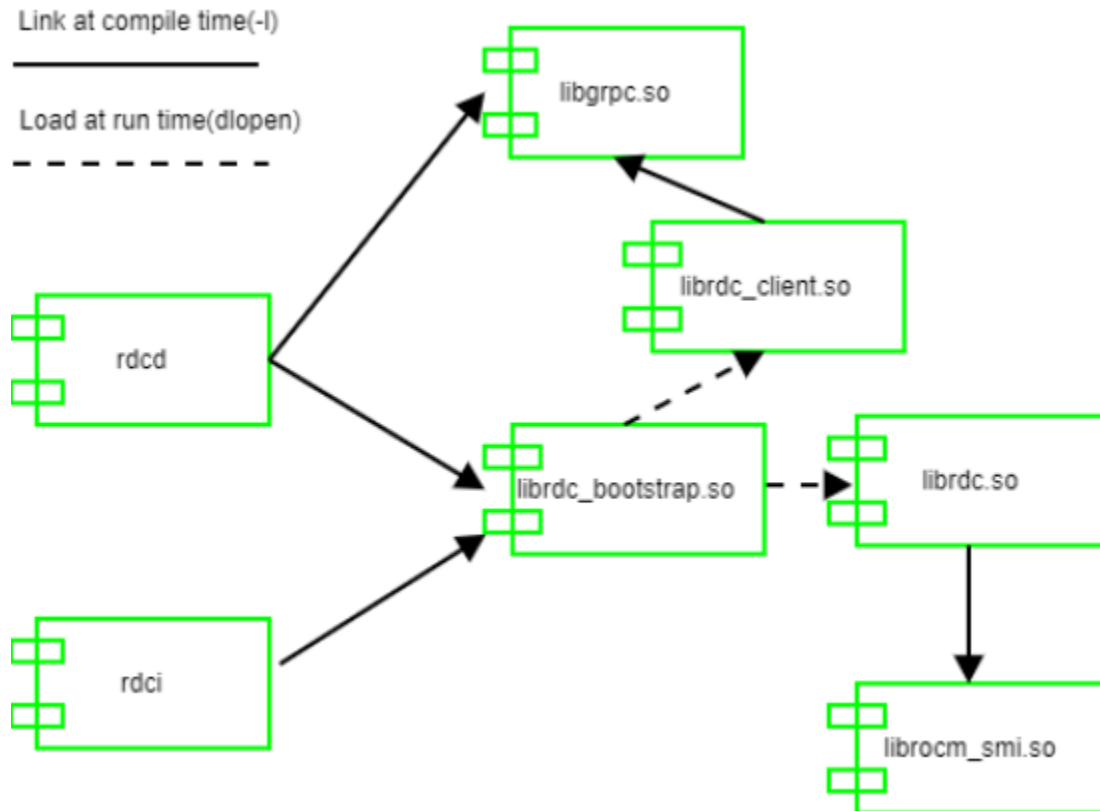 Link at compile time(-l)
Load at run time(dlopen)
libgrpc.so
librdc_client.so
rdcd
librdc_bootstrap.so
librdc.so
rdci
librocm_smi.so